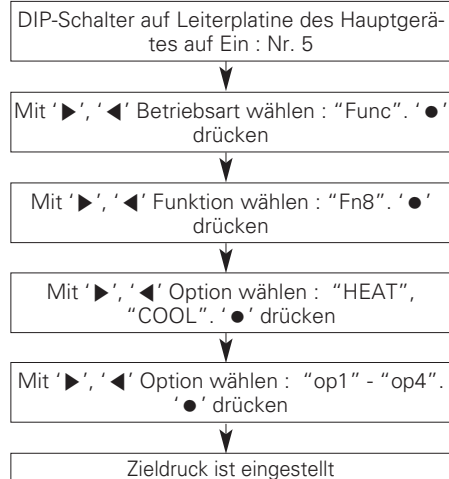 DIP-Schalter auf Leiterplatine des Hauptgerä-
tes auf Ein : Nr. 5
Mit ‘▶’, ‘◀’ Betriebsart wählen : “Func”. ‘●’
drücken
Mit ‘▶’, ‘◀’ Funktion wählen : “Fn8”. ‘●’
drücken
Mit ‘▶’, ‘◀’ Option wählen :  “HEAT”,
“COOL”. ‘●’ drücken
Mit ‘▶’, ‘◀’ Option wählen :  “op1” - “op4”.
‘●’ drücken
Zieldruck ist eingestellt